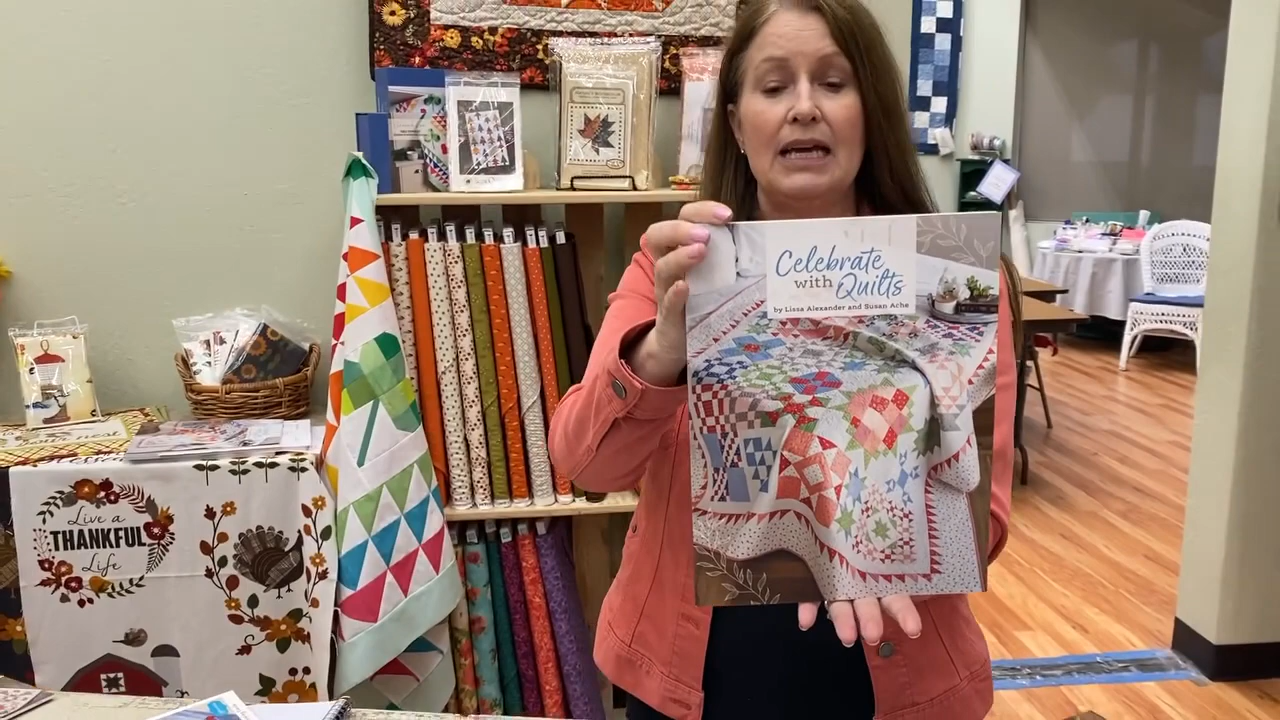 Celebrate
with Quilts
by Lissa Alexander and Susan Ache
Live a
THANKFUL
Life